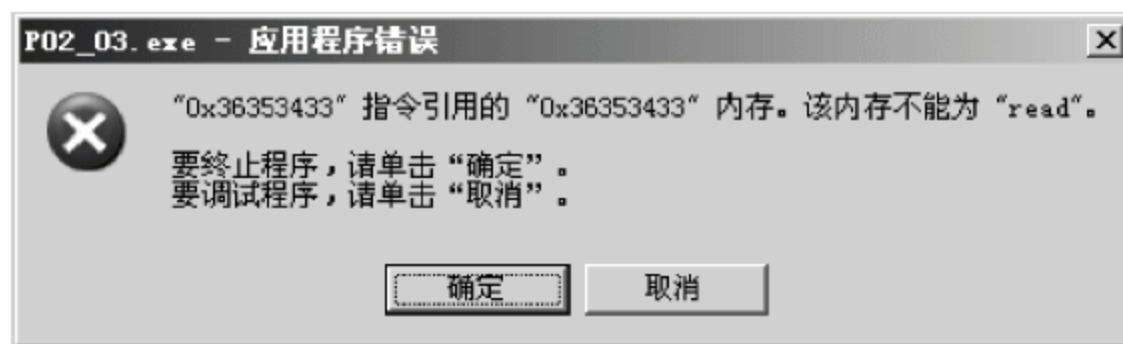 P02_03.exe - 应用程序错误
"0x36353433" 指令引用的 "0x36353433" 内存。该内存不能为 "read"。
要终止程序,请单击“确定”。
要调试程序,请单击“取消”。
确定
取消